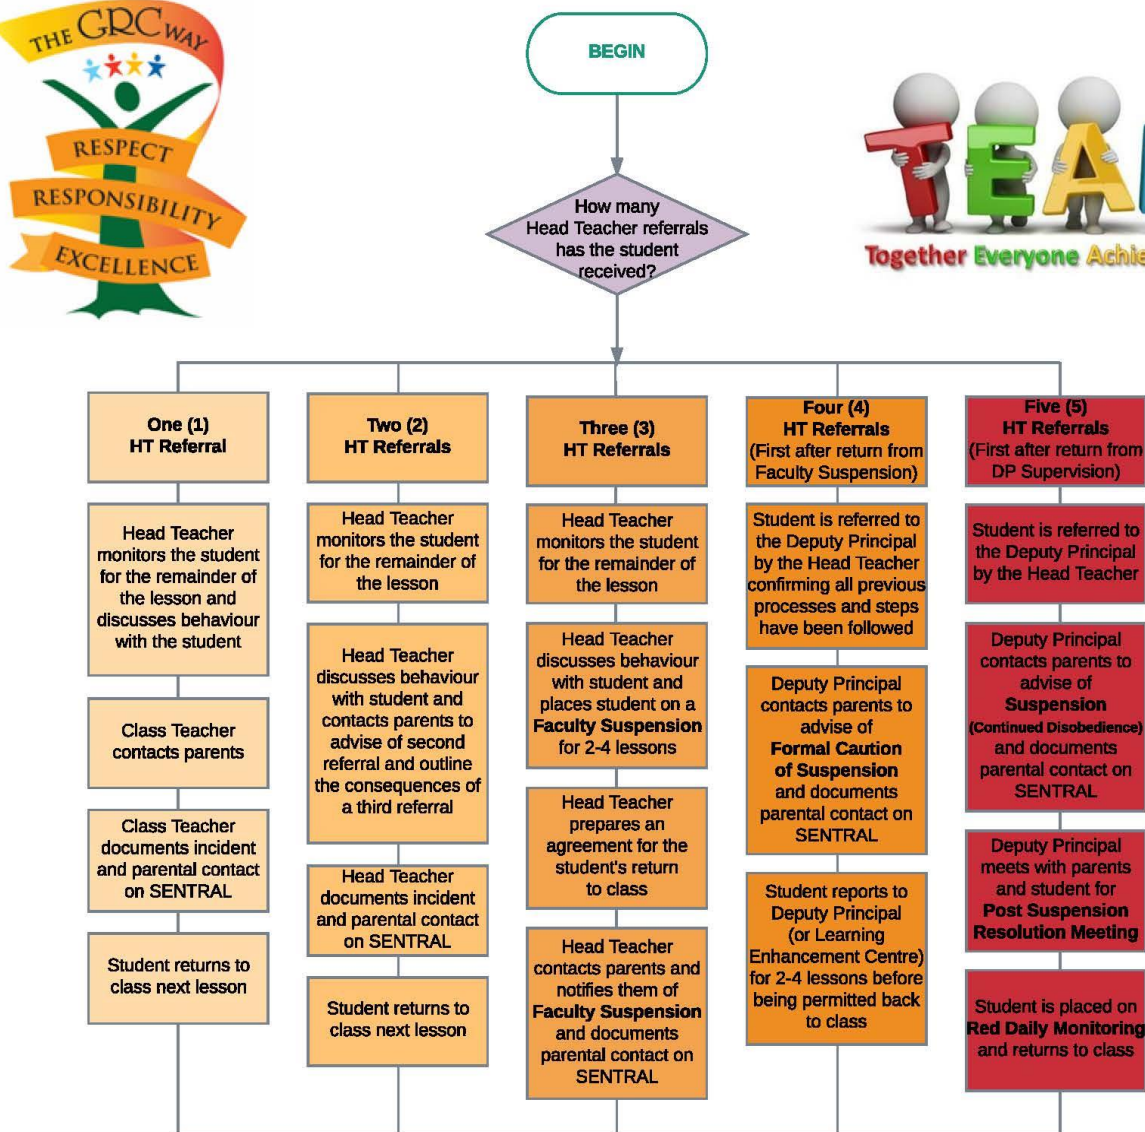 THE GRC WAY
RESPECT
RESPONSIBILITY
EXCELLENCE
BEGIN
TEA
Together Everyone
How many
Head Teacher referrals
has the student
received?
One (1)
HT Referral
Head Teacher
monitors the student
for the remainder of
the lesson and
discusses behaviour
with the student
Class Teacher
contacts parents
Class Teacher
documents incident
and parental contact
on SENTRAL
Student returns to
class next lesson
Two (2)
HT Referrals
Head Teacher
monitors the student
for the remainder of
the lesson
Head Teacher
discusses behaviour
with student and
contacts parents to
advise of second
referral and outline
the consequences of
a third referral
Head Teacher
documents incident
and parental contact
on SENTRAL
Student returns to
class next lesson
Three (3)
HT Referrals
Head Teacher
monitors the student
for the remainder of
the lesson
Head Teacher
discusses behaviour
with student and
places student on a
Faculty Suspension
for 2-4 lessons
Head Teacher
prepares an
agreement for the
student's return
to class
Head Teacher
contacts parents and
notifies them of
Faculty Suspension
and documents
parental contact on
SENTRAL
Four (4)
HT Referrals
(First after return from
Faculty Suspension)
Student is referred to
the Deputy Principal
by the Head Teacher
confirming all previous
processes and steps
have been followed
Deputy Principal
contacts parents to
advise of
Formal Caution
of Suspension
and documents
parental contact on
SENTRAL
Student reports to
Deputy Principal
(or Learning
Enhancement Centre)
for 2-4 lessons before
being permitted back
to class
Five (5)
HT Referrals
(First after return from
DP Supervision)
Student is referred to
the Deputy Principal
by the Head Teacher
Deputy Principal
contacts parents to
advise of
Suspension
(Continued Disobedience)
and documents
parental contact on
SENTRAL
Deputy Principal
meets with parents
and student for
Post Suspension
Resolution Meeting
Student is placed on
Red Daily Monitoring
and returns to class